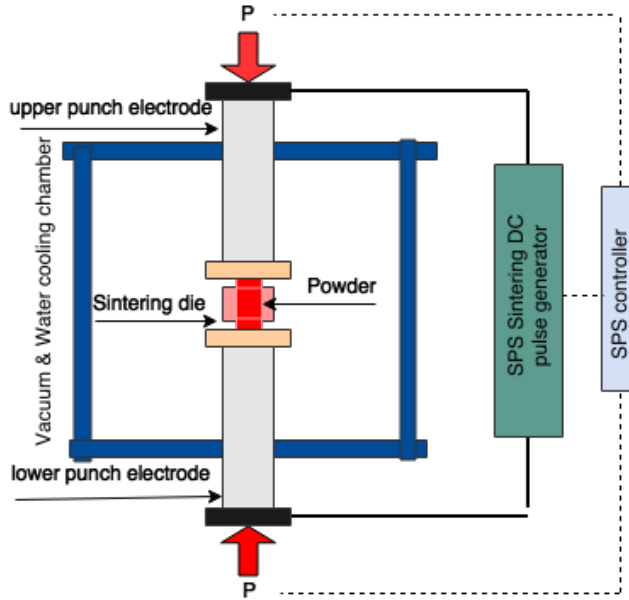 P
upper punch electrode
Vacuum & Water cooling chamber
Powder
Sintering die
SPS Sintering DC
pulse generator
SPS controller
lower punch electrode
P